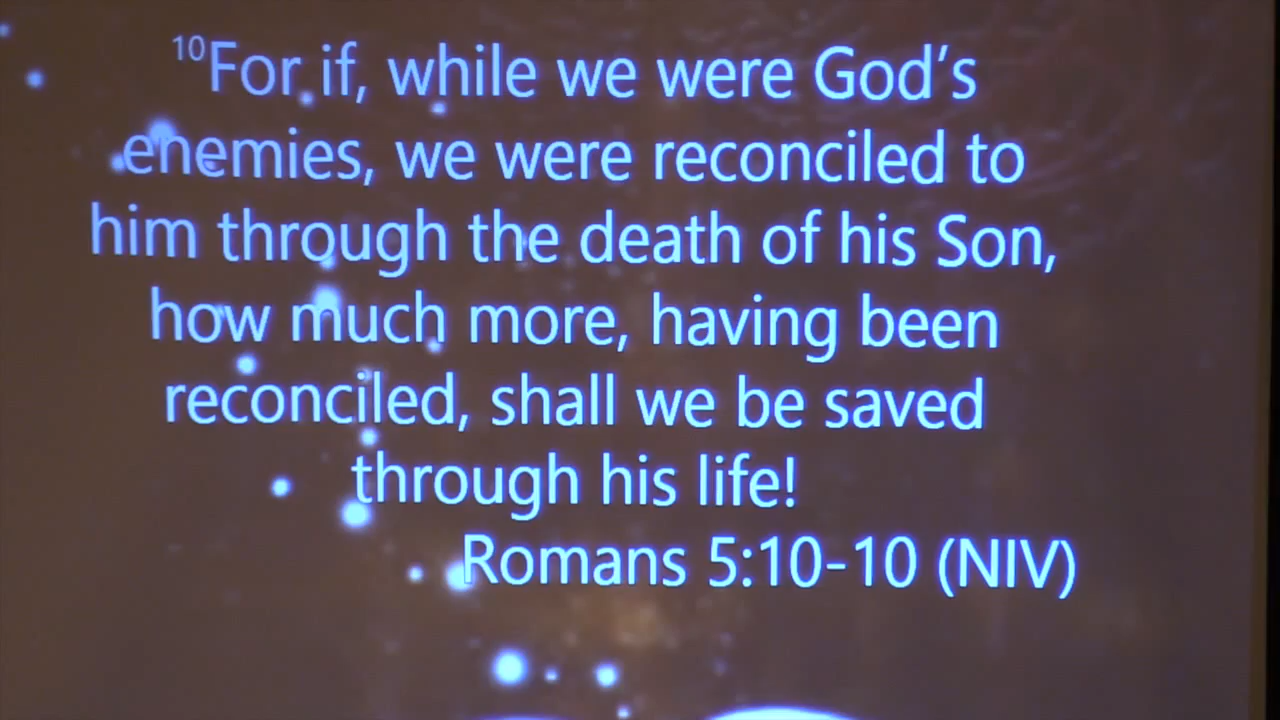 ¹⁰For if, while we were God's
enemies, we were reconciled to
him through the death of his Son,
how much more, having been
reconciled, shall we be saved
through his life!
Romans 5:10-10 (NIV)